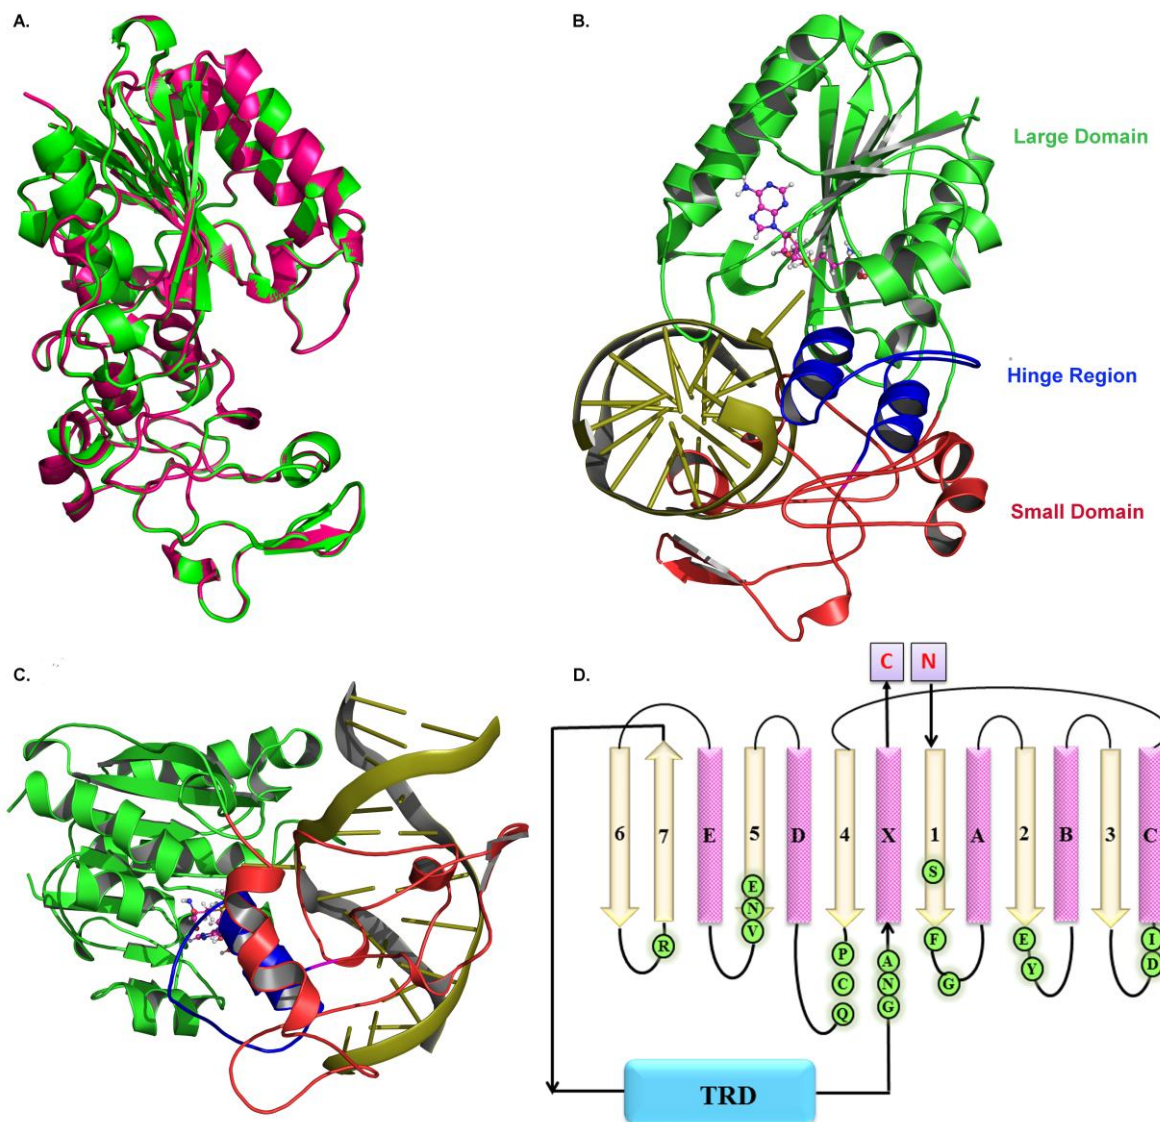 A.
B.
Large Domain
Hinge Region
Small Domain
C.
D.
C N
6 7 E 5 D 4 X 1 A 2 B 3 C
S
E
N
V
R
P
C
Q
A
N
G
F
G
E
Y
I
D
TRD